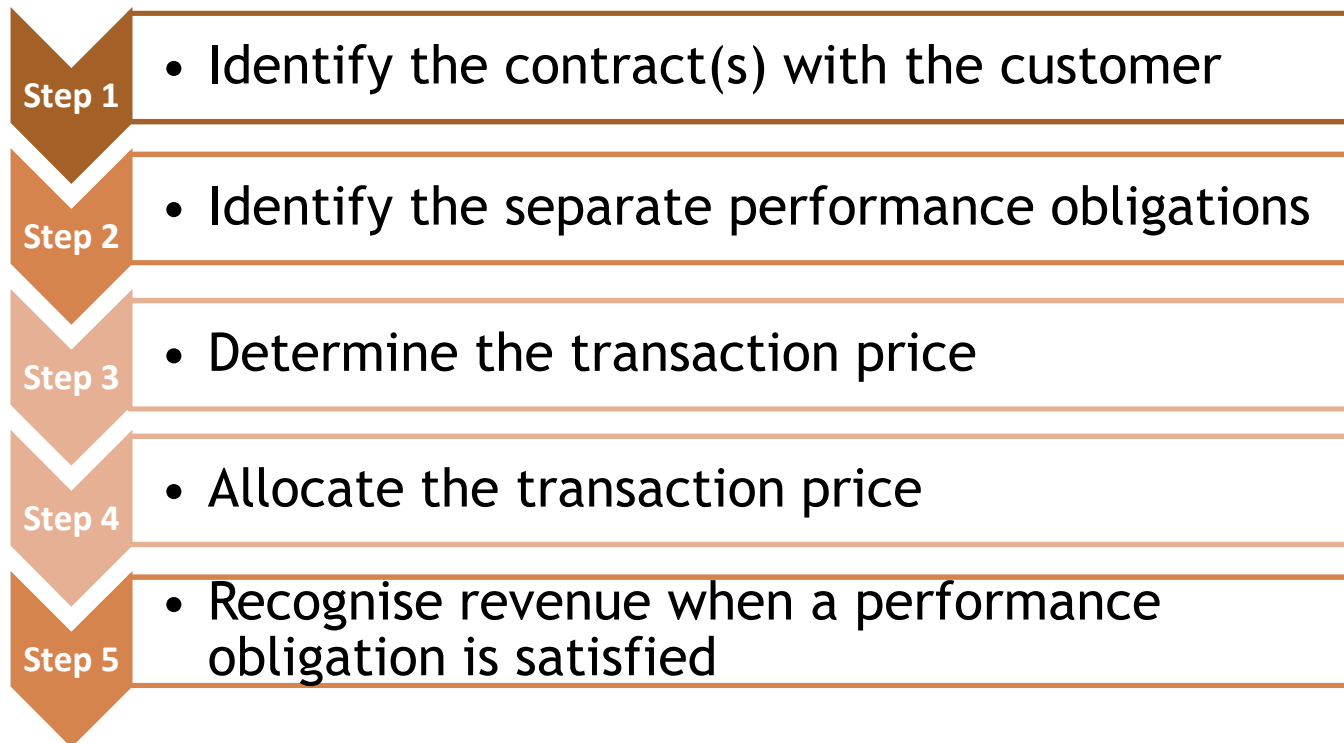 Step 1
• Identify the contract(s) with the customer
Step 2
• Identify the separate performance obligations
Step 3
• Determine the transaction price
Step 4
• Allocate the transaction price
Step 5
• Recognise revenue when a performance
obligation is satisfied